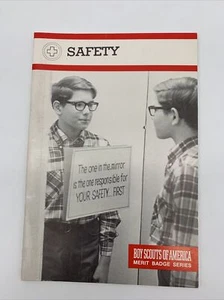 SAFETY
The one in the mirror
is the one responsible for
YOUR SAFETY... FIRST
BOY SCOUTS OF AMERICA
MERIT BADGE SERIES